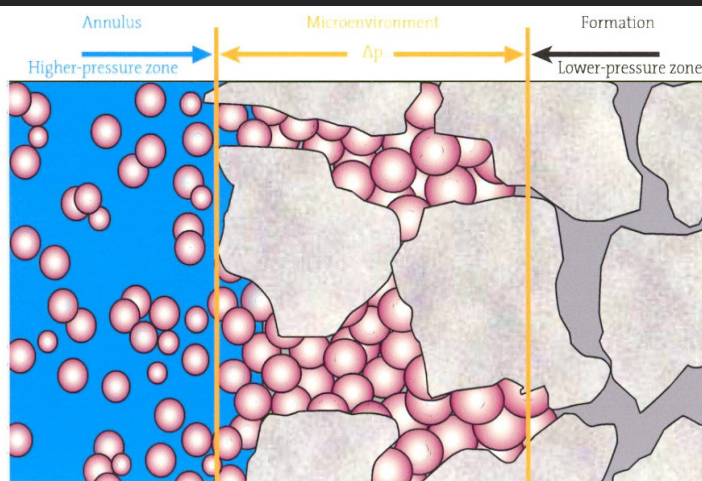 Annulus Microenvironment Formation
Δp
Higher-pressure zone Lower-pressure zone